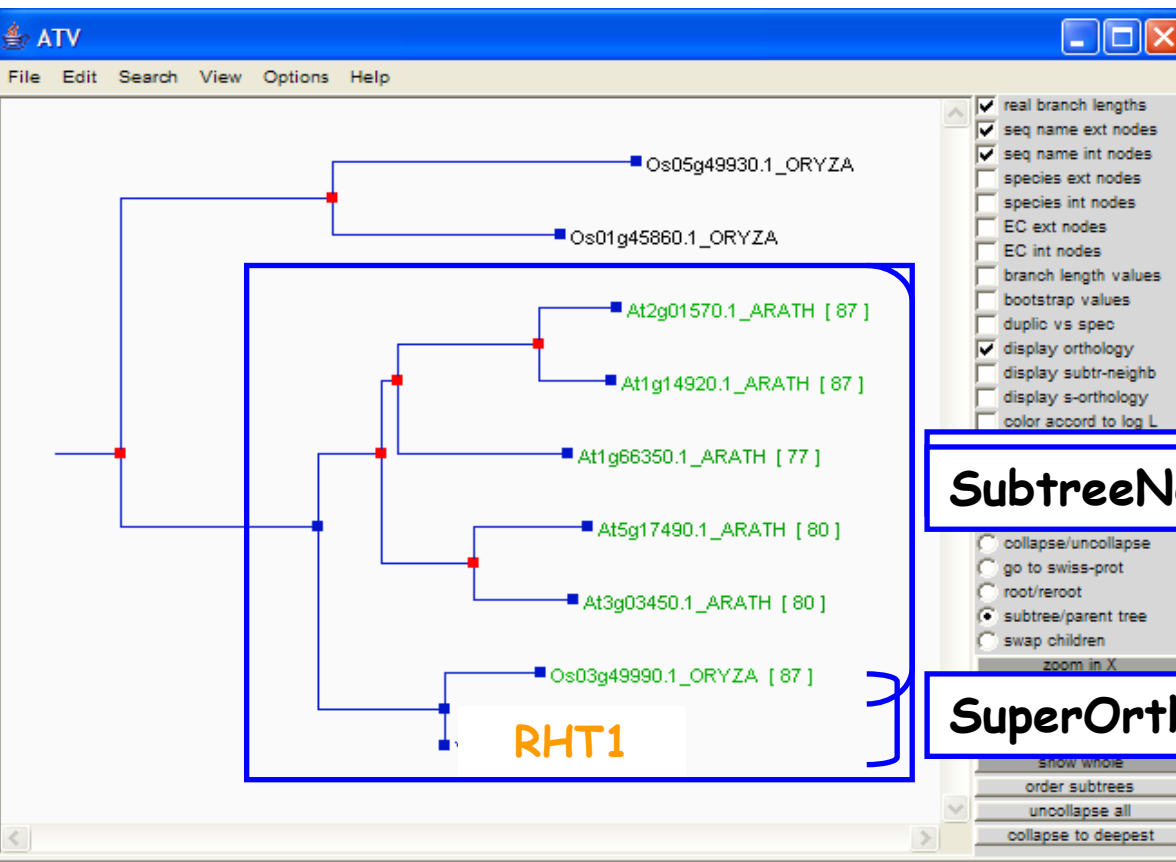 ATV
File Edit Search View Options Help
real branch lengths
seq name ext nodes
seq name int nodes
species ext nodes
species int nodes
EC ext nodes
EC int nodes
branch length values
bootstrap values
duplic vs spec
display orthology
display subtr-neighb
display s-orthology
color accord to log L
Os05g49930.1_ORYZA
Os01g45860.1_ORYZA
At2g01570.1_ARATH [ 87 ]
At1g14920.1_ARATH [ 87 ]
At1g66350.1_ARATH [ 77 ]
At5g17490.1_ARATH [ 80 ]
At3g03450.1_ARATH [ 80 ]
Os03g49990.1_ORYZA [ 87 ]
RHT1
SubtreeN
collapse/uncollapse
go to swiss-prot
root/reroot
subtree/parent tree
swap children
zoom in X
SuperOrt
show whole
order subtrees
uncollapse all
collapse to deepest